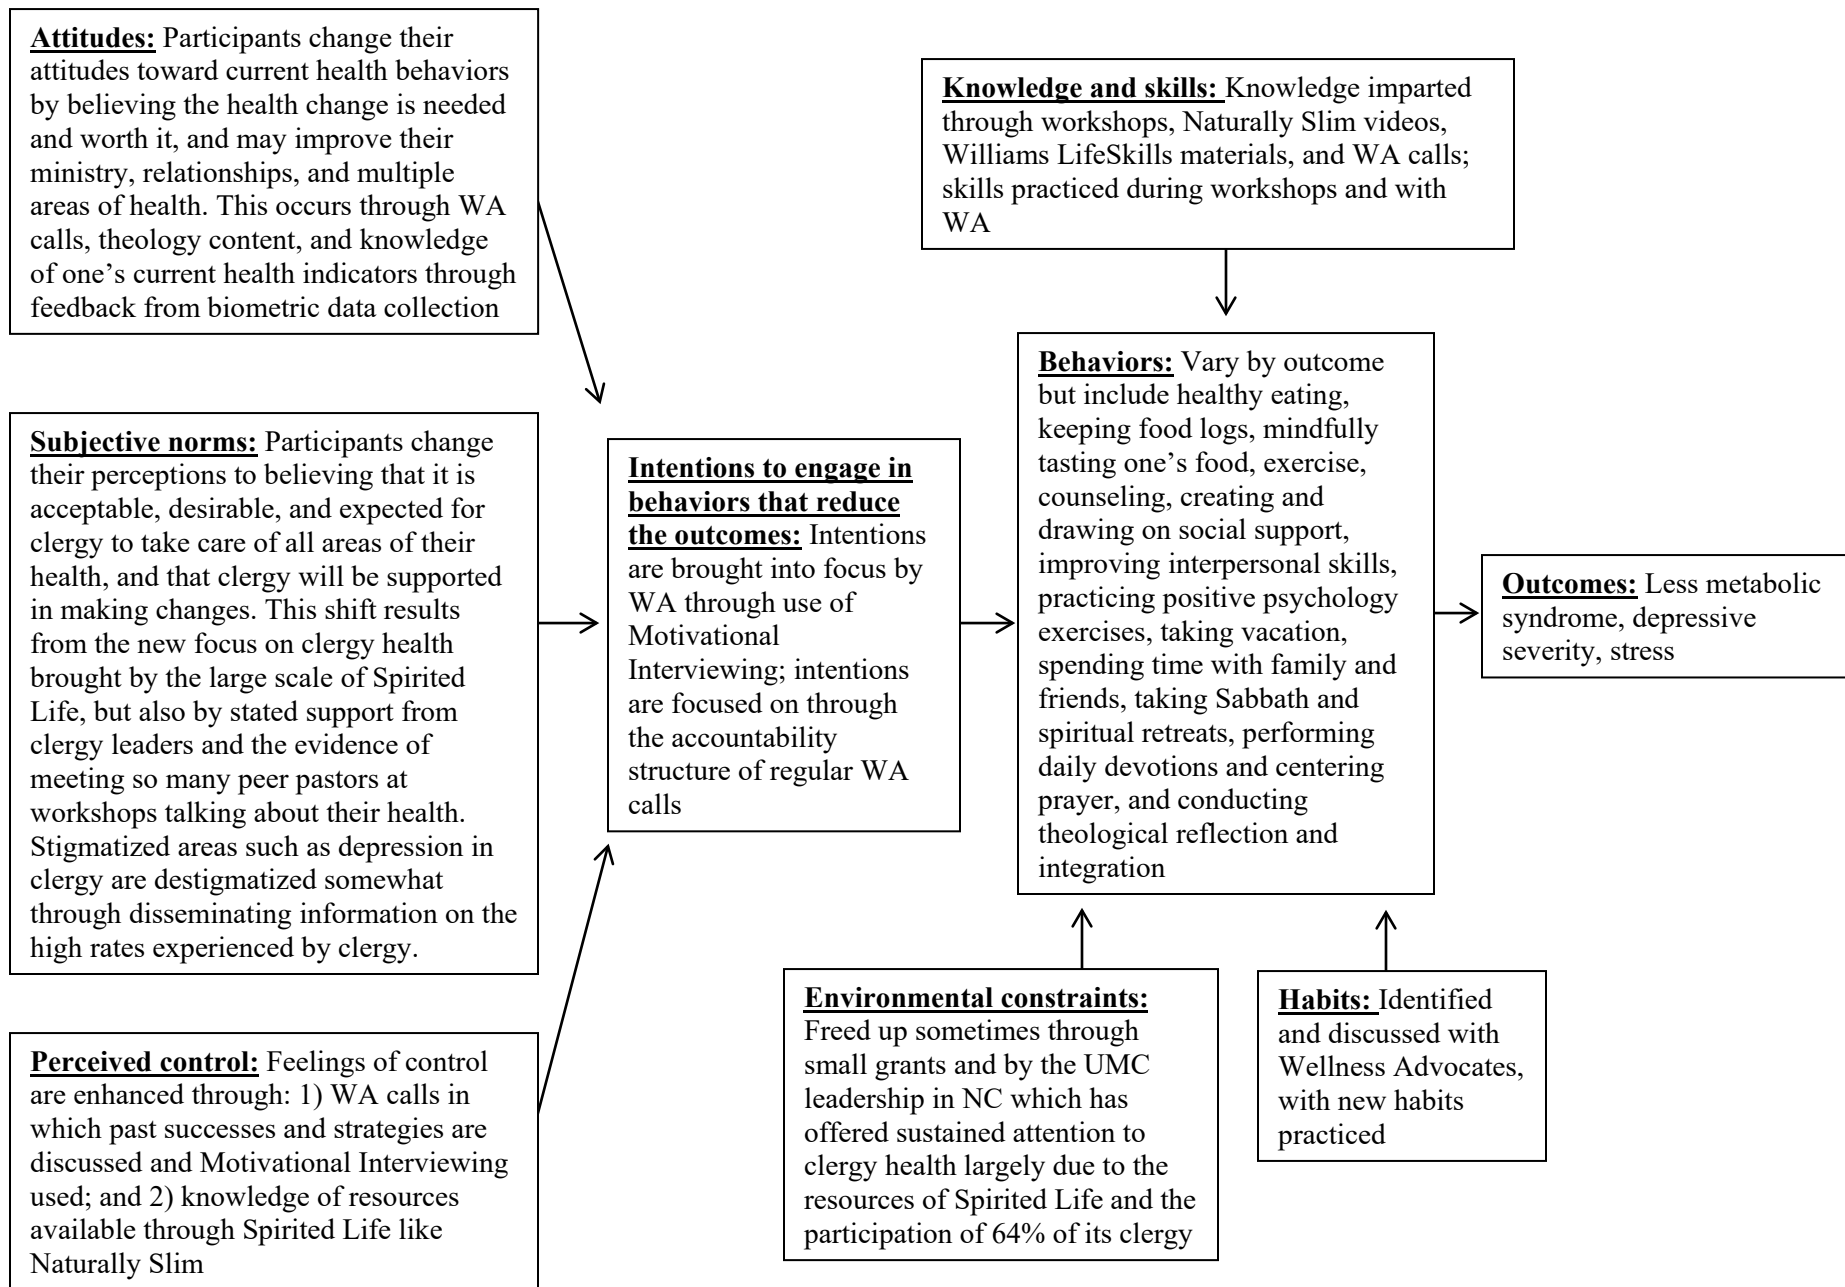 Attitudes: Participants change their
attitudes toward current health behaviors
by believing the health change is needed
and worth it, and may improve their
ministry, relationships, and multiple
areas of health. This occurs through WA
calls, theology content, and knowledge
of one’s current health indicators through
feedback from biometric data collection
Knowledge and skills: Knowledge imparted
through workshops, Naturally Slim videos,
Williams LifeSkills materials, and WA calls;
skills practiced during workshops and with
WA
Subjective norms: Participants change
their perceptions to believing that it is
acceptable, desirable, and expected for
clergy to take care of all areas of their
health, and that clergy will be supported
in making changes. This shift results
from the new focus on clergy health
brought by the large scale of Spirited
Life, but also by stated support from
clergy leaders and the evidence of
meeting so many peer pastors at
workshops talking about their health.
Stigmatized areas such as depression in
clergy are destigmatized somewhat
through disseminating information on the
high rates experienced by clergy.
Intentions to engage in
behaviors that reduce
the outcomes: Intentions
are brought into focus by
WA through use of
Motivational
Interviewing; intentions
are focused on through
the accountability
structure of regular WA
calls
Behaviors: Vary by outcome
but include healthy eating,
keeping food logs, mindfully
tasting one’s food, exercise,
counseling, creating and
drawing on social support,
improving interpersonal skills,
practicing positive psychology
exercises, taking vacation,
spending time with family and
friends, taking Sabbath and
spiritual retreats, performing
daily devotions and centering
prayer, and conducting
theological reflection and
integration
Outcomes: Less metabolic
syndrome, depressive
severity, stress
Perceived control: Feelings of control
are enhanced through: 1) WA calls in
which past successes and strategies are
discussed and Motivational Interviewing
used; and 2) knowledge of resources
available through Spirited Life like
Naturally Slim
Environmental constraints:
Freed up sometimes through
small grants and by the UMC
leadership in NC which has
offered sustained attention to
clergy health largely due to the
resources of Spirited Life and the
participation of 64% of its clergy
Habits: Identified
and discussed with
Wellness Advocates,
with new habits
practiced